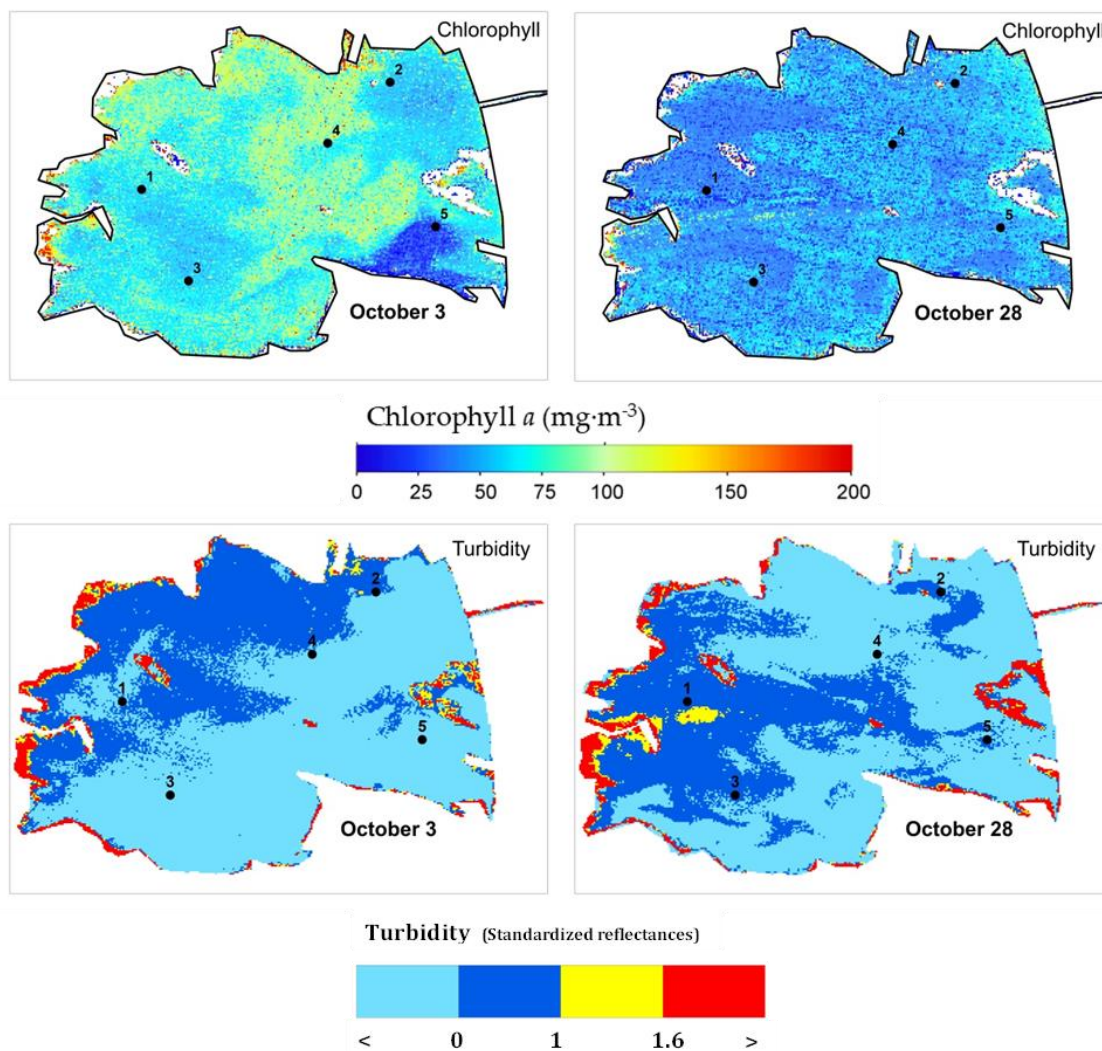 Chlorophyll
2
4
1
5
3
October 3
Chlorophyll
2
4
1
5
3
October 28
Chlorophyll a (mg·m-3)
0 25 50 75 100 150 200
Turbidity
2
4
1
5
3
October 3
Turbidity
2
4
1
5
3
October 28
Turbidity (Standardized reflectances)
< 0 1 1.6 >